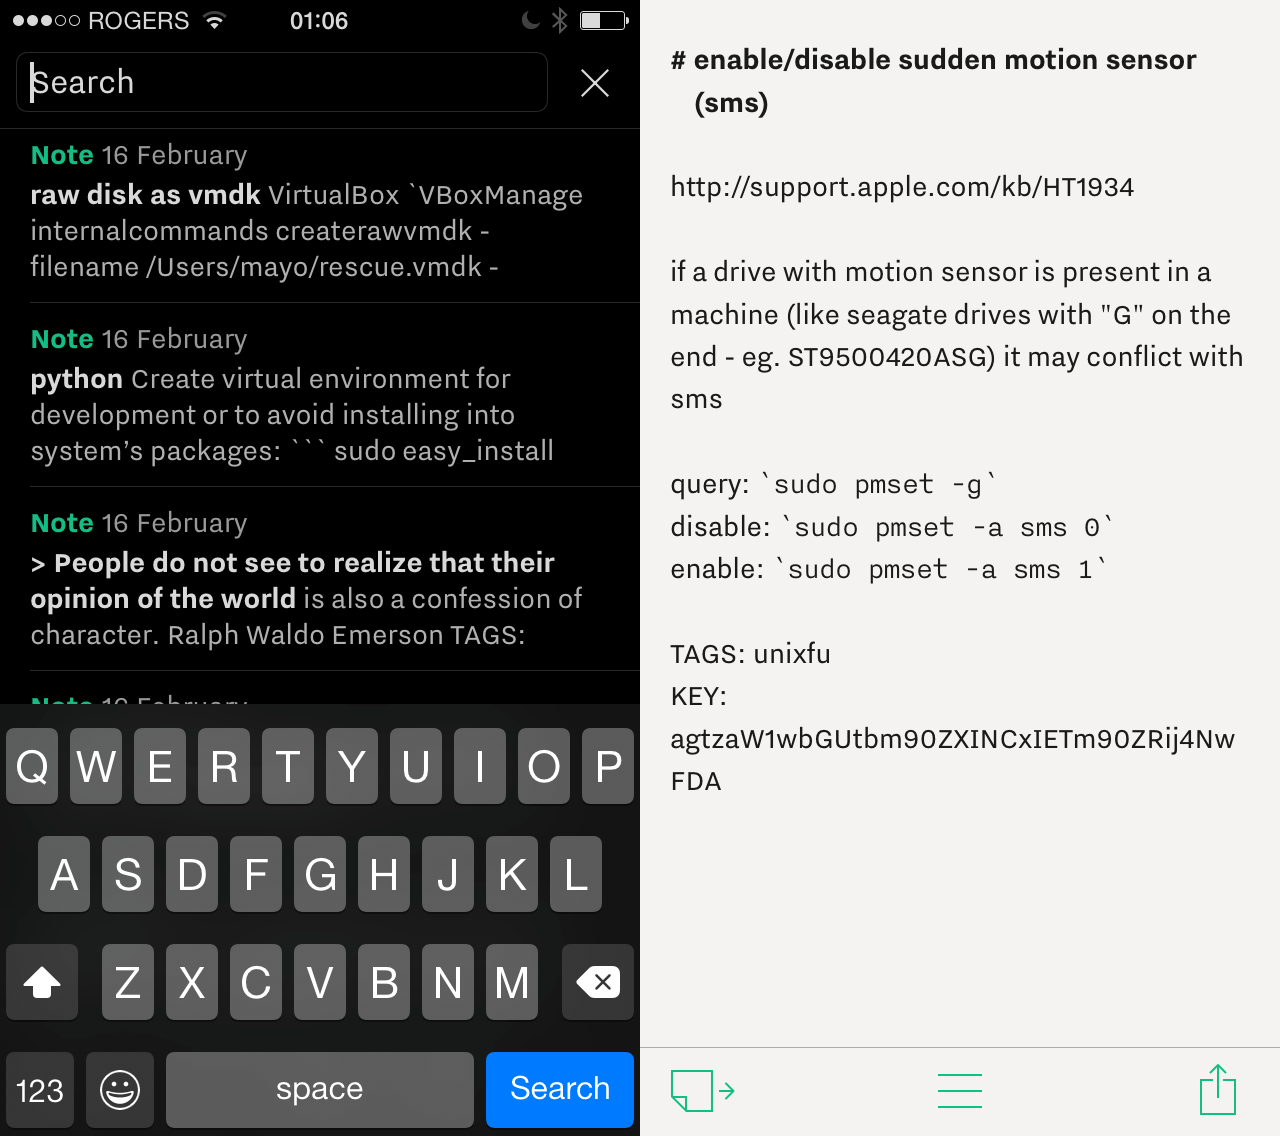 ROGERS 01:06
Search
Note 16 February
raw disk as vmdk VirtualBox `VBoxManage
internalcommands createrawvmdk -
filename /Users/mayo/rescue.vmdk -
Note 16 February
python Create virtual environment for
development or to avoid installing into
system’s packages: ``` sudo easy_install
Note 16 February
> People do not see to realize that their
opinion of the world is also a confession of
character. Ralph Waldo Emerson TAGS:
Note 16 February
Q W E R T Y U I O P
A S D F G H J K L
Z X C V B N M
123 space Search
# enable/disable sudden motion sensor
(sms)
http://support.apple.com/kb/HT1934
if a drive with motion sensor is present in a
machine (like seagate drives with "G" on the
end - eg. ST9500420ASG) it may conflict with
sms
query: `sudo pmset -g`
disable: `sudo pmset -a sms 0`
enable: `sudo pmset -a sms 1`
TAGS: unixfu
KEY:
agtzaW1wbGUtbm90ZXINCxIETm90ZRij4Nw
FDA